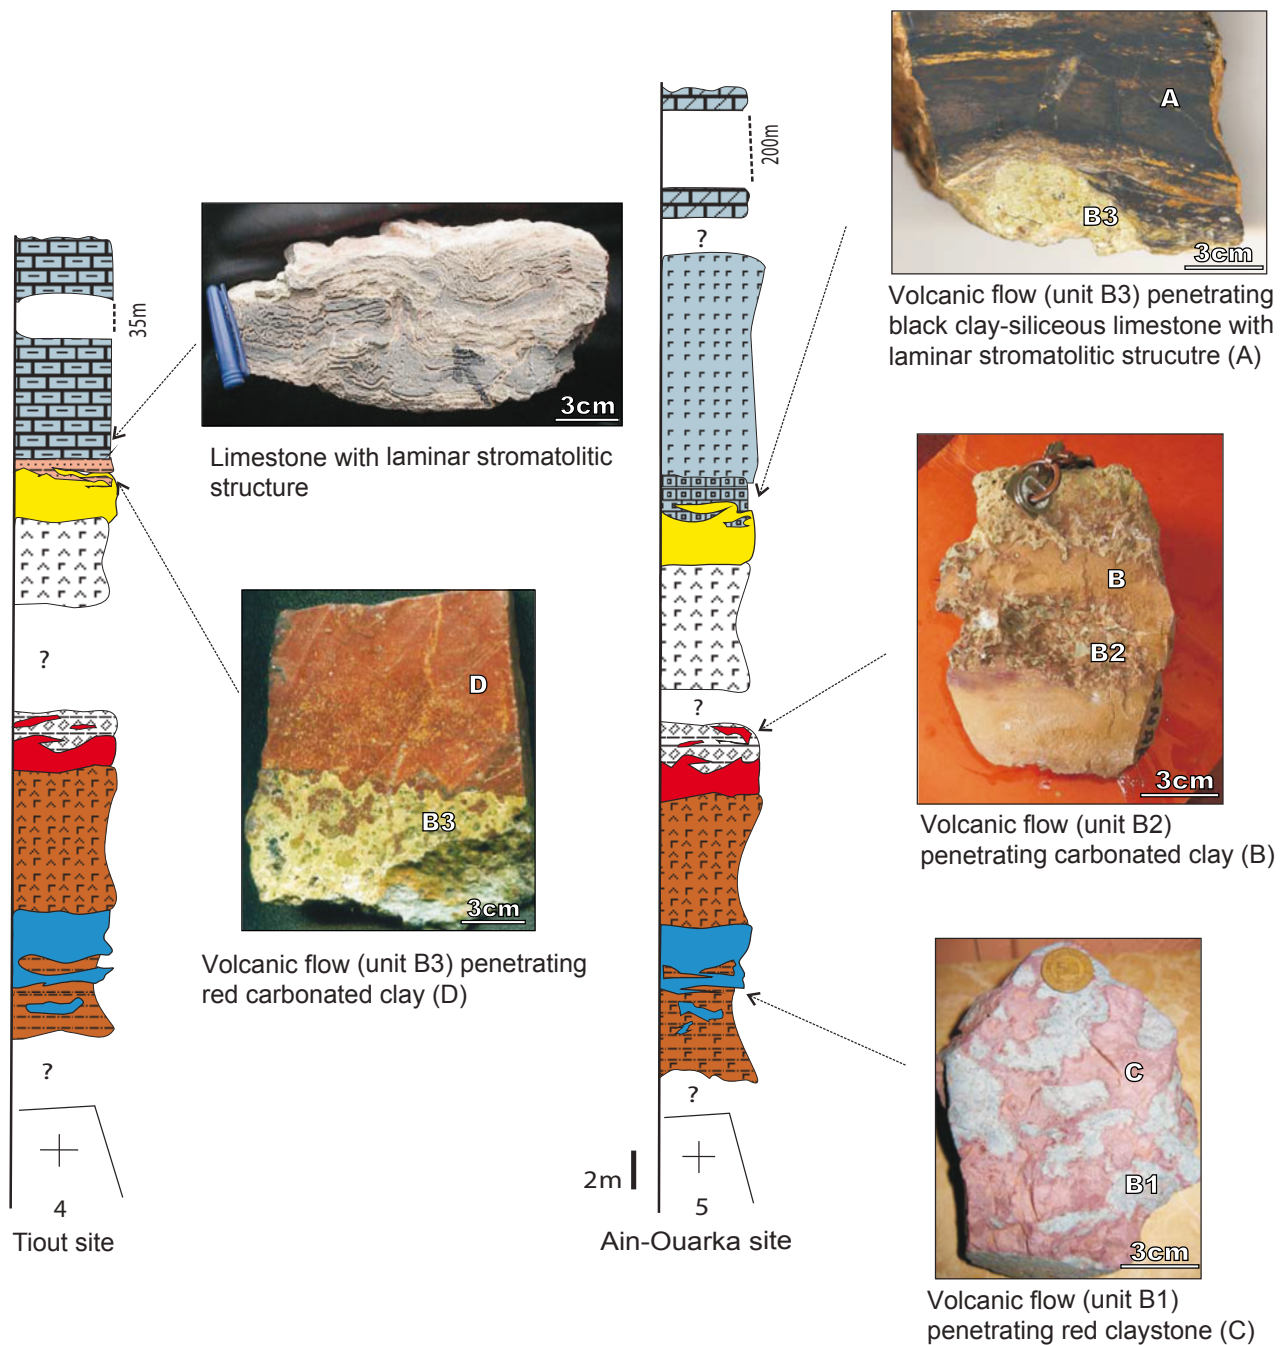 35m
?
?
4
Tiout site
3cm
Limestone with laminar stromatolitic
structure
D
B3
3cm
Volcanic flow (unit B3) penetrating
red carbonated clay (D)
200m
?
?
?
2m
5
Ain-Ouarka site
A
B3
3cm
Volcanic flow (unit B3) penetrating
black clay-siliceous limestone with
laminar stromatolitic strucutre (A)
B
B2
3cm
Volcanic flow (unit B2)
penetrating carbonated clay (B)
C
B1
3cm
Volcanic flow (unit B1)
penetrating red claystone (C)